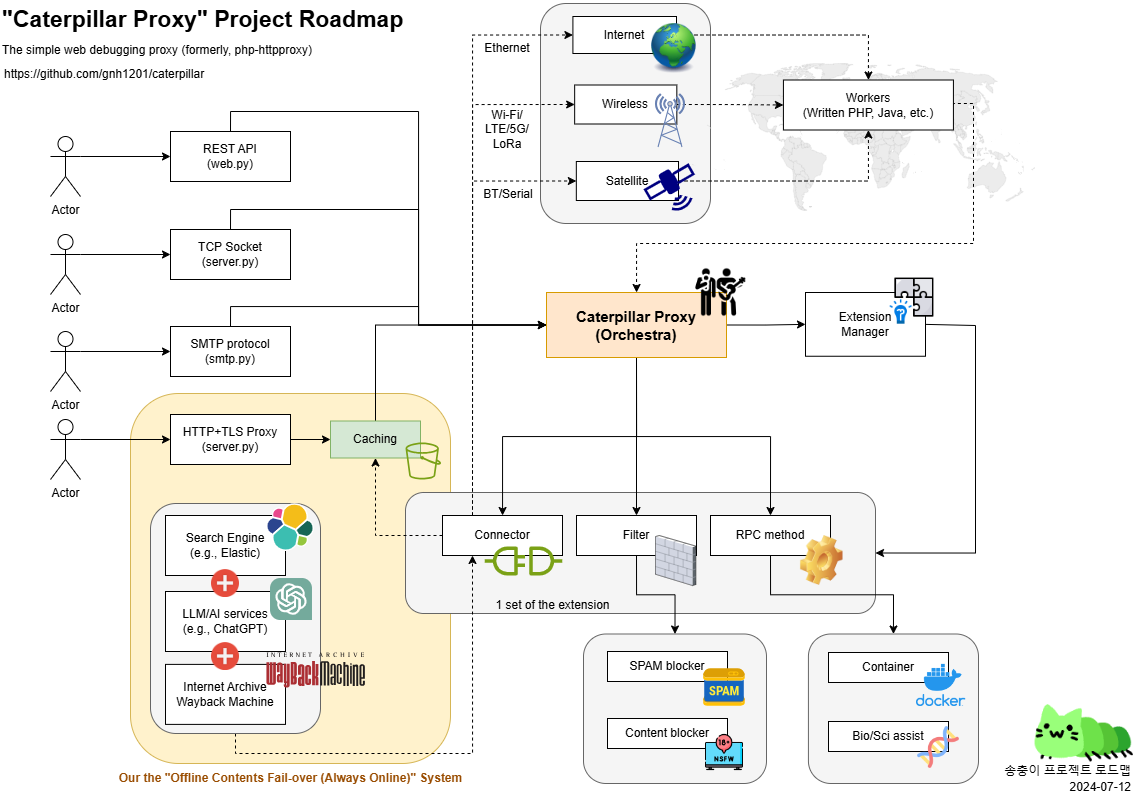 "Caterpillar Proxy" Project Roadmap
The simple web debugging proxy (formerly, php-httpproxy)
https://github.com/gnh1201/caterpillar
Ethernet
Internet
Wi-Fi/
LTE/5G/
LoRa
Wireless
BT/Serial
Satellite
Workers
(Written PHP, Java, etc.)
Actor
REST API
(web.py)
Actor
TCP Socket
(server.py)
Actor
SMTP protocol
(smtp.py)
Actor
HTTP+TLS Proxy
(server.py)
Caching
Caterpillar Proxy
(Orchestra)
Extension
Manager
Search Engine
(e.g., Elastic)
LLM/AI services
(e.g., ChatGPT)
INTERNET ARCHIVE
WayBackMachine
Internet Archive
Wayback Machine
Our the "Offline Contents Fail-over (Always Online)" System
Connector
Filter
RPC method
1 set of the extension
SPAM blocker
SPAM
Content blocker
18+
NSFW
Container
docker
Bio/Sci assist
송충이 프로젝트 로드맵
2024-07-12